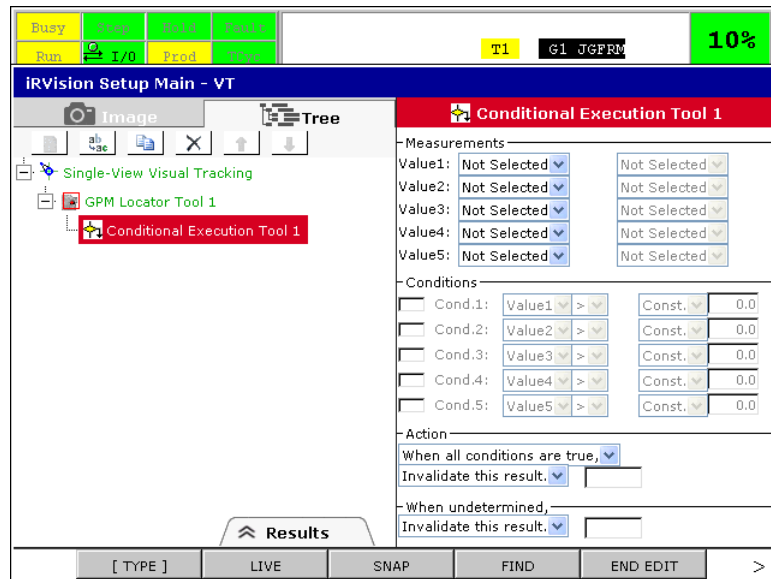 Busy Step Hold Fault
Run I/O Prod TCyc
T1 G1 JGFRM 10%
iRVision Setup Main - VT
Image Tree
Conditional Execution Tool 1
ab
ac
Single-View Visual Tracking
GPM Locator Tool 1
Conditional Execution Tool 1
Measurements
Value1: Not Selected Not Selected
Value2: Not Selected Not Selected
Value3: Not Selected Not Selected
Value4: Not Selected Not Selected
Value5: Not Selected Not Selected
Conditions
Cond.1: Value1 > Const. 0.0
Cond.2: Value2 > Const. 0.0
Cond.3: Value3 > Const. 0.0
Cond.4: Value4 > Const. 0.0
Cond.5: Value5 > Const. 0.0
Action
When all conditions are true,
Invalidate this result.
When undetermined,
Invalidate this result.
Results
[ TYPE ] LIVE SNAP FIND END EDIT >